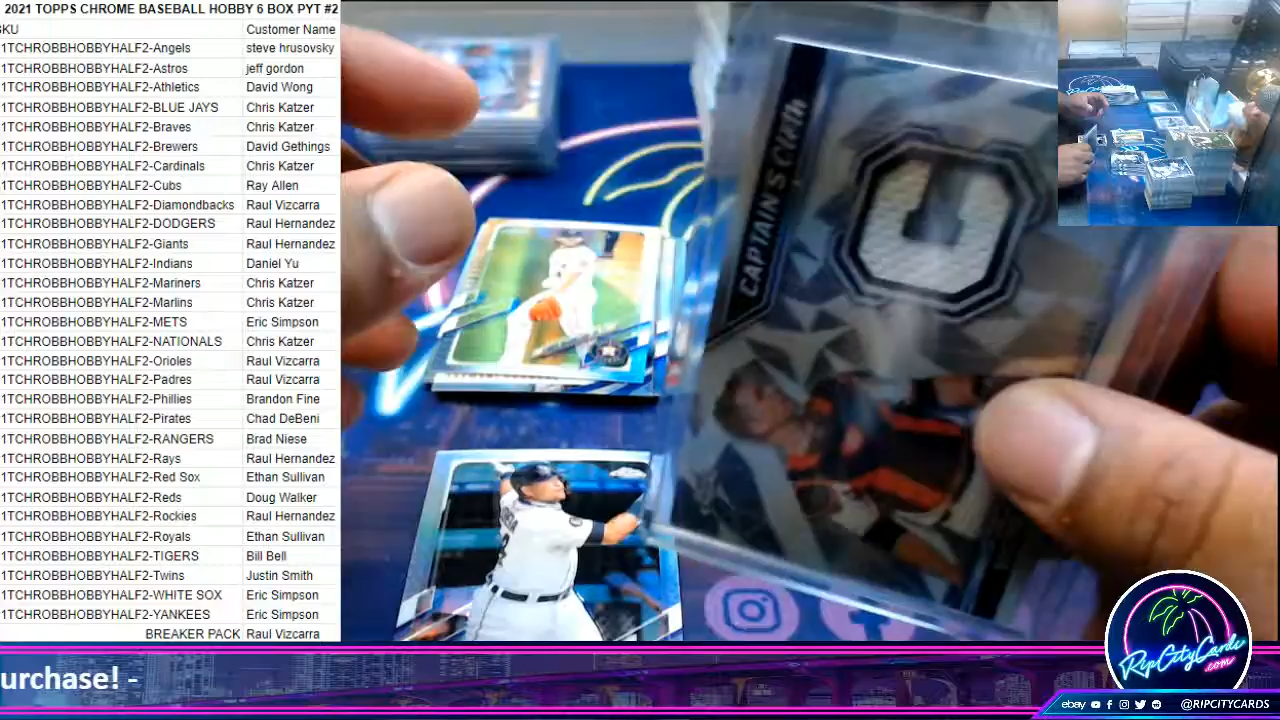 2021 TOPPS CHROME BASEBALL HOBBY 6 BOX PYT #2
SKU Customer Name
1TCHROBBHOBBYHALF2-Angels steve hrusovsky
1TCHROBBHOBBYHALF2-Astros jeff gordon
1TCHROBBHOBBYHALF2-Athletics David Wong
1TCHROBBHOBBYHALF2-BLUE JAYS Chris Katzer
1TCHROBBHOBBYHALF2-Braves Chris Katzer
1TCHROBBHOBBYHALF2-Brewers David Gethings
1TCHROBBHOBBYHALF2-Cardinals Chris Katzer
1TCHROBBHOBBYHALF2-Cubs Ray Allen
1TCHROBBHOBBYHALF2-Diamondbacks Raul Vizcarra
1TCHROBBHOBBYHALF2-DODGERS Raul Hernandez
1TCHROBBHOBBYHALF2-Giants Raul Hernandez
1TCHROBBHOBBYHALF2-Indians Daniel Yu
1TCHROBBHOBBYHALF2-Mariners Chris Katzer
1TCHROBBHOBBYHALF2-Marlins Chris Katzer
1TCHROBBHOBBYHALF2-METS Eric Simpson
1TCHROBBHOBBYHALF2-NATIONALS Chris Katzer
1TCHROBBHOBBYHALF2-Orioles Raul Vizcarra
1TCHROBBHOBBYHALF2-Padres Raul Vizcarra
1TCHROBBHOBBYHALF2-Phillies Brandon Fine
1TCHROBBHOBBYHALF2-Pirates Chad DeBeni
1TCHROBBHOBBYHALF2-RANGERS Brad Niese
1TCHROBBHOBBYHALF2-Rays Raul Hernandez
1TCHROBBHOBBYHALF2-Red Sox Ethan Sullivan
1TCHROBBHOBBYHALF2-Reds Doug Walker
1TCHROBBHOBBYHALF2-Rockies Raul Hernandez
1TCHROBBHOBBYHALF2-Royals Ethan Sullivan
1TCHROBBHOBBYHALF2-TIGERS Bill Bell
1TCHROBBHOBBYHALF2-Twins Justin Smith
1TCHROBBHOBBYHALF2-WHITE SOX Eric Simpson
1TCHROBBHOBBYHALF2-YANKEES Eric Simpson
BREAKER PACK Raul Vizcarra
CAPTAIN'S CLOTH
C
urchase! -
RipCityCards
.com
ebay @RIPCITYCARDS